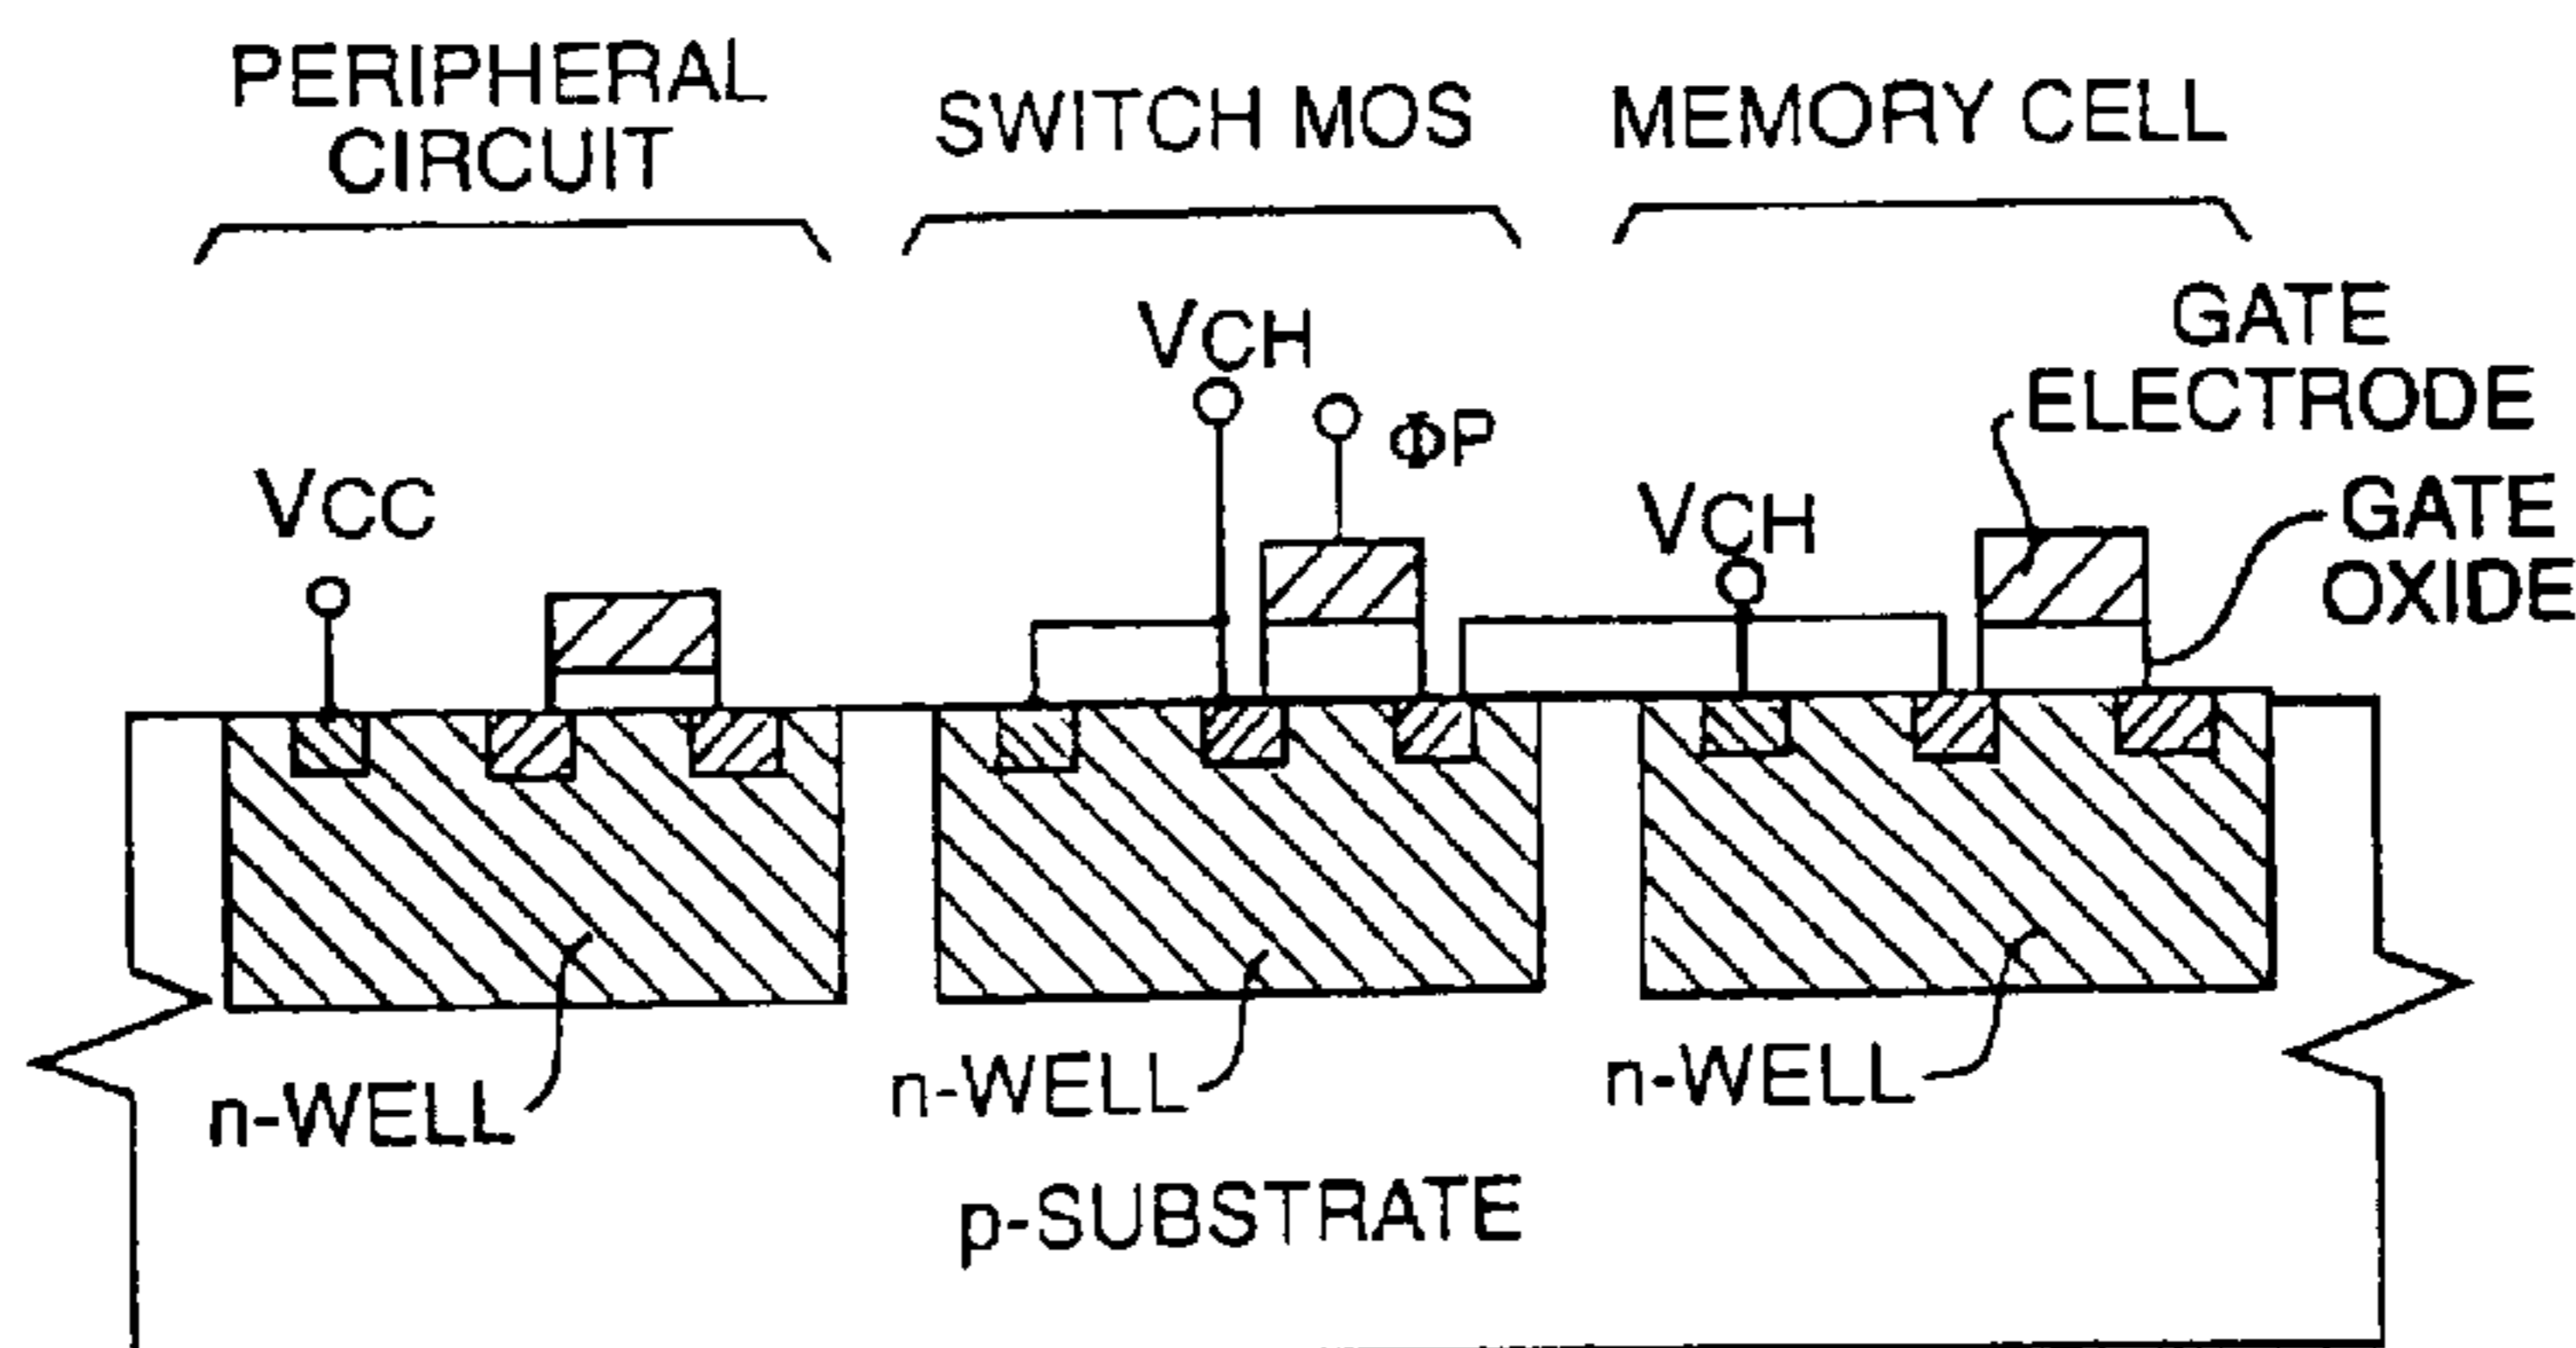 PERIPHERAL
CIRCUIT
SWITCH MOS
MEMORY CELL
VCH
ΦP
GATE
ELECTRODE
VCC
VCH
GATE
OXIDE
n-WELL
n-WELL
n-WELL
p-SUBSTRATE